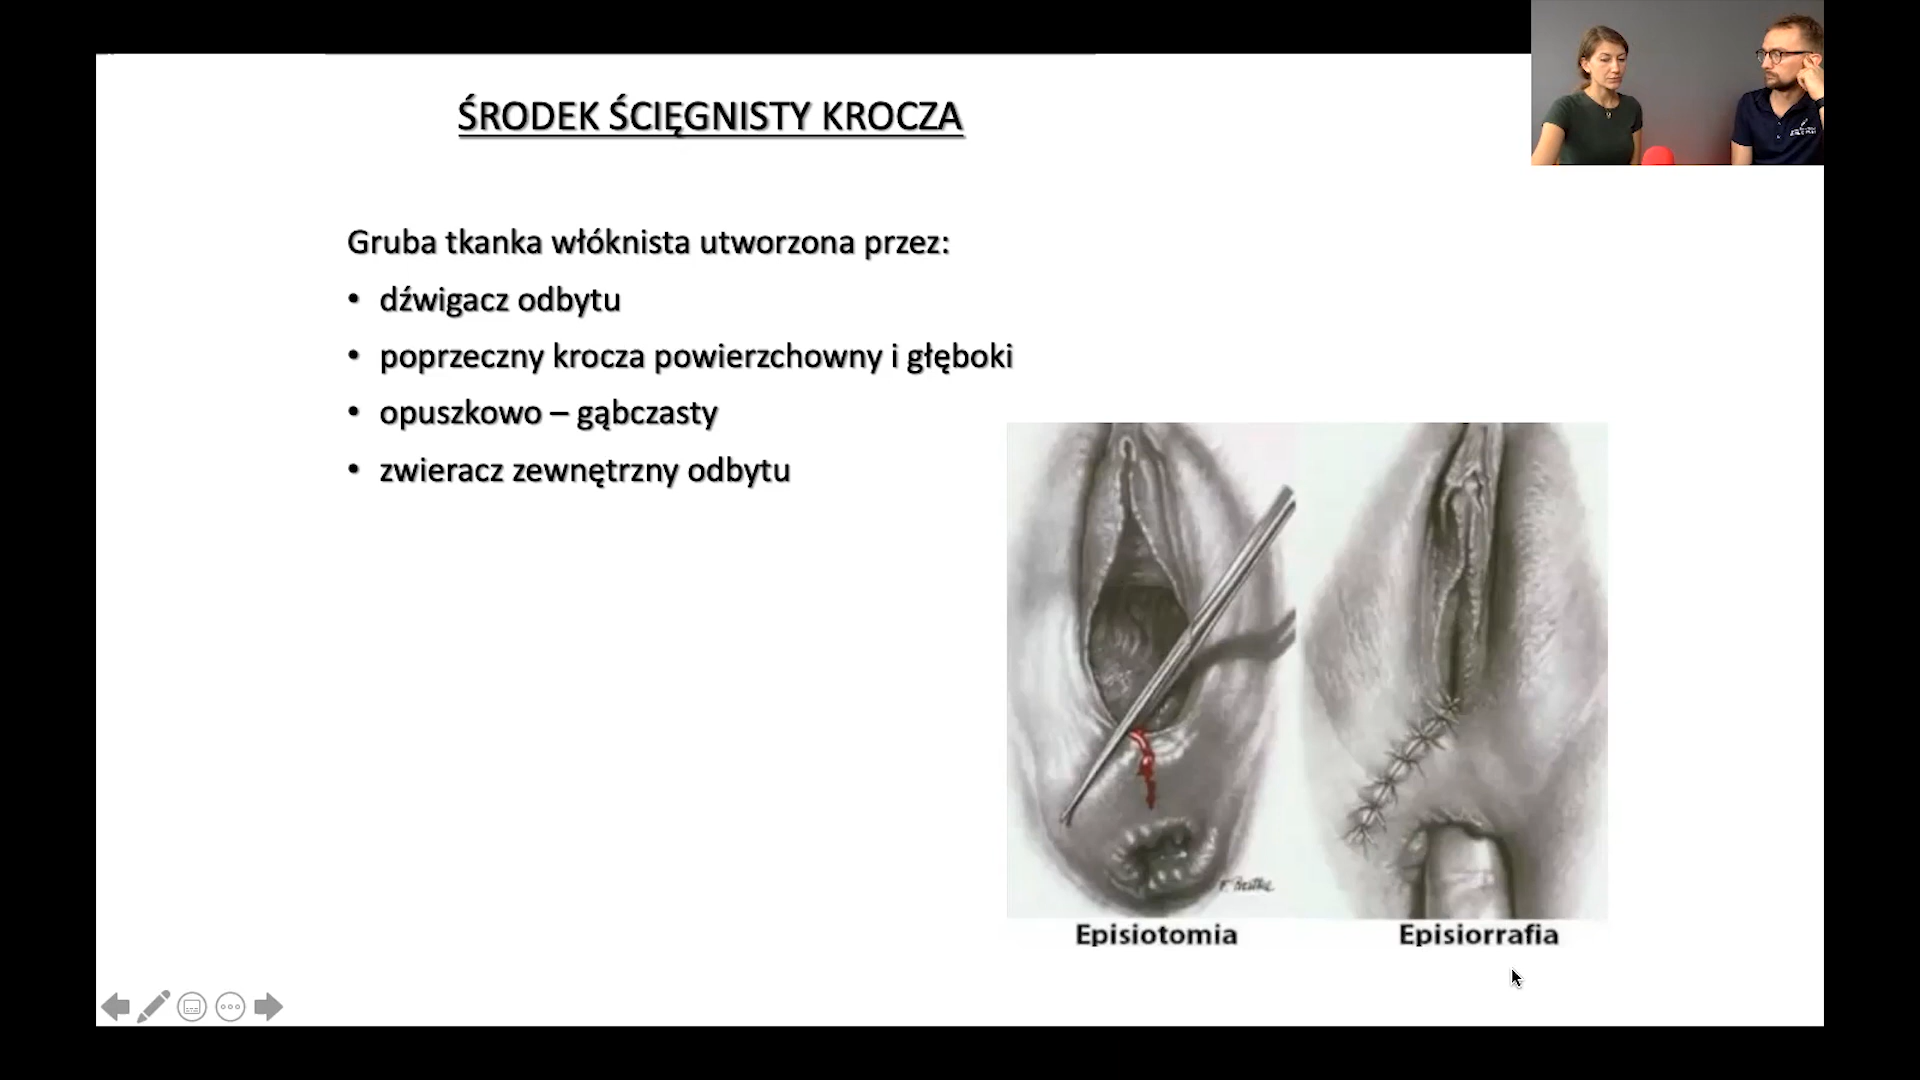 ŚRODEK ŚCIĘGNISTY KROCZA
Gruba tkanka włóknista utworzona przez:
• dźwigacz odbytu
• poprzeczny krocza powierzchowny i głęboki
• opuszkowo – gąbczasty
• zwieracz zewnętrzny odbytu
Episiotomia
Episiorrafia